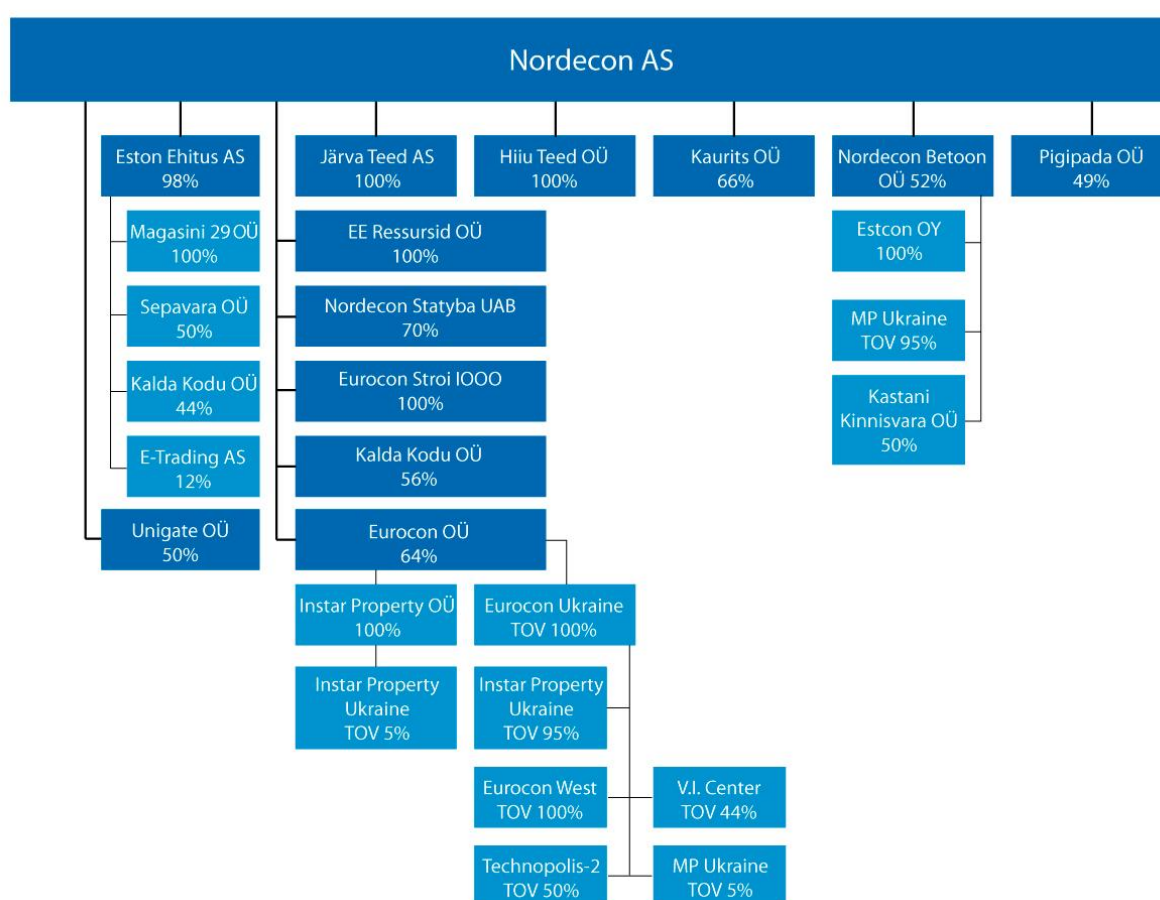 Nordecon AS
Eston Ehitus AS
98%
Järva Teed AS
100%
Hiiu Teed OÜ
100%
Kaurits OÜ
66%
Nordecon Betoon
OÜ 52%
Pigipada OÜ
49%
Magasini 29 OÜ
100%
EE Ressursid OÜ
100%
Estcon OY
100%
Sepavara OÜ
50%
Nordecon Statyba UAB
70%
MP Ukraine
TOV 95%
Kalda Kodu OÜ
44%
Eurocon Stroi IOOO
100%
Kastani
Kinnisvara OÜ
50%
E-Trading AS
12%
Kalda Kodu OÜ
56%
Unigate OÜ
50%
Eurocon OÜ
64%
Instar Property OÜ
100%
Eurocon Ukraine
TOV 100%
Instar Property
Ukraine
TOV 5%
Instar Property
Ukraine
TOV 95%
Eurocon West
TOV 100%
V.I. Center
TOV 44%
Technopolis-2
TOV 50%
MP Ukraine
TOV 5%